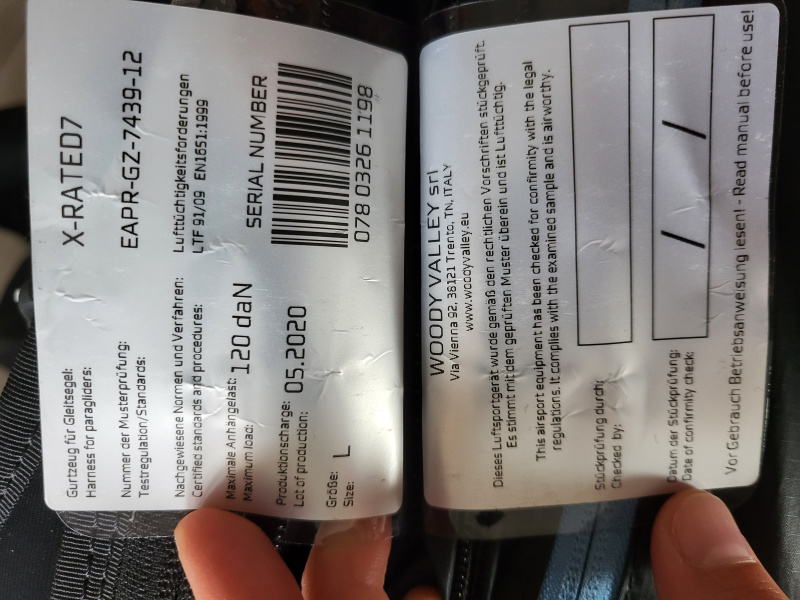 Gurtzeug für Gleitsegel:
Harness for paragliders:
X-RATED7
Nummer der Musterprüfung:
Testregulation/Standards:
EAPR-GZ-7439-12
Nachgewiesene Normen und Verfahren:
Certified standards and procedures:
Lufttüchtigkeitsforderungen
LTF 91/09 EN1651:1999
Maximale Anhängelast:
Maximum load:
120 daN
Produktionscharge:
Lot of production:
05.2020
Größe:
Size:
L
SERIAL NUMBER
078 0326 1198
WOODY VALLEY srl
Via Vienna 92, 38121 Trento, TN, ITALY
www.woodyvalley.eu
Dieses Luftsportgerät wurde gemäß den rechtlichen Vorschriften stückgeprüft.
Es stimmt mit dem geprüften Muster überein und ist Lufttüchtig.
This airsport equipment has been checked for confirmity with the legal
regulations. It complies with the examined sample and is airworthy.
Stückprüfung durch:
Checked by:
Datum der Stückprüfung:
Date of confirmity check:
/ /
Vor Gebrauch Betriebsanweisung lesen! - Read manual before use!